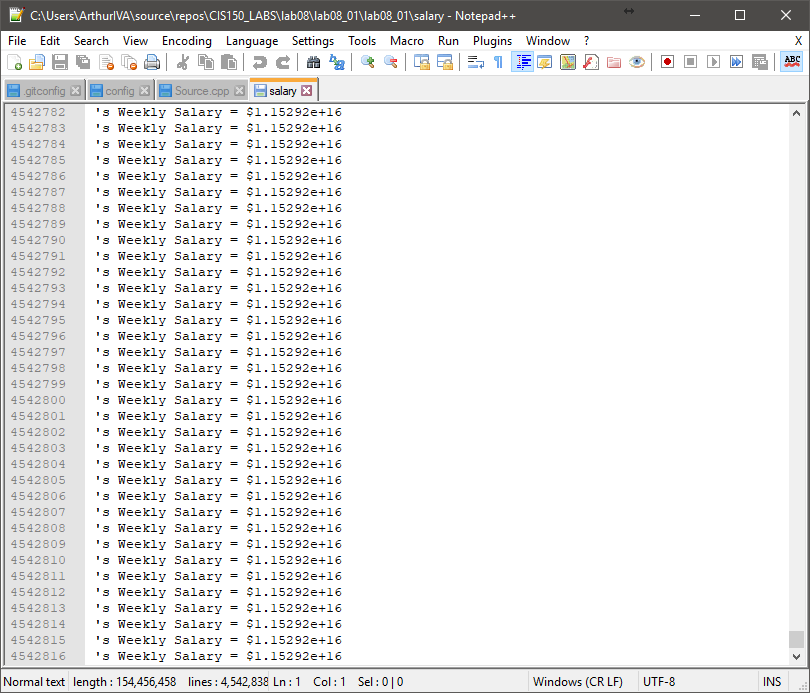 C:\Users\ArthurIVA\source\repos\CIS150_LABS\lab08\lab08_01\lab08_01\salary - Notepad++
File Edit Search View Encoding Language Settings Tools Macro Run Plugins Window ? X
.gitconfig config Source.cpp salary
4542782 's Weekly Salary = $1.15292e+16
4542783 's Weekly Salary = $1.15292e+16
4542784 's Weekly Salary = $1.15292e+16
4542785 's Weekly Salary = $1.15292e+16
4542786 's Weekly Salary = $1.15292e+16
4542787 's Weekly Salary = $1.15292e+16
4542788 's Weekly Salary = $1.15292e+16
4542789 's Weekly Salary = $1.15292e+16
4542790 's Weekly Salary = $1.15292e+16
4542791 's Weekly Salary = $1.15292e+16
4542792 's Weekly Salary = $1.15292e+16
4542793 's Weekly Salary = $1.15292e+16
4542794 's Weekly Salary = $1.15292e+16
4542795 's Weekly Salary = $1.15292e+16
4542796 's Weekly Salary = $1.15292e+16
4542797 's Weekly Salary = $1.15292e+16
4542798 's Weekly Salary = $1.15292e+16
4542799 's Weekly Salary = $1.15292e+16
4542800 's Weekly Salary = $1.15292e+16
4542801 's Weekly Salary = $1.15292e+16
4542802 's Weekly Salary = $1.15292e+16
4542803 's Weekly Salary = $1.15292e+16
4542804 's Weekly Salary = $1.15292e+16
4542805 's Weekly Salary = $1.15292e+16
4542806 's Weekly Salary = $1.15292e+16
4542807 's Weekly Salary = $1.15292e+16
4542808 's Weekly Salary = $1.15292e+16
4542809 's Weekly Salary = $1.15292e+16
4542810 's Weekly Salary = $1.15292e+16
4542811 's Weekly Salary = $1.15292e+16
4542812 's Weekly Salary = $1.15292e+16
4542813 's Weekly Salary = $1.15292e+16
4542814 's Weekly Salary = $1.15292e+16
4542815 's Weekly Salary = $1.15292e+16
4542816 's Weekly Salary = $1.15292e+16
Normal text length : 154,456,458 lines : 4,542,838 Ln : 1 Col : 1 Sel : 0 | 0 Windows (CR LF) UTF-8 INS